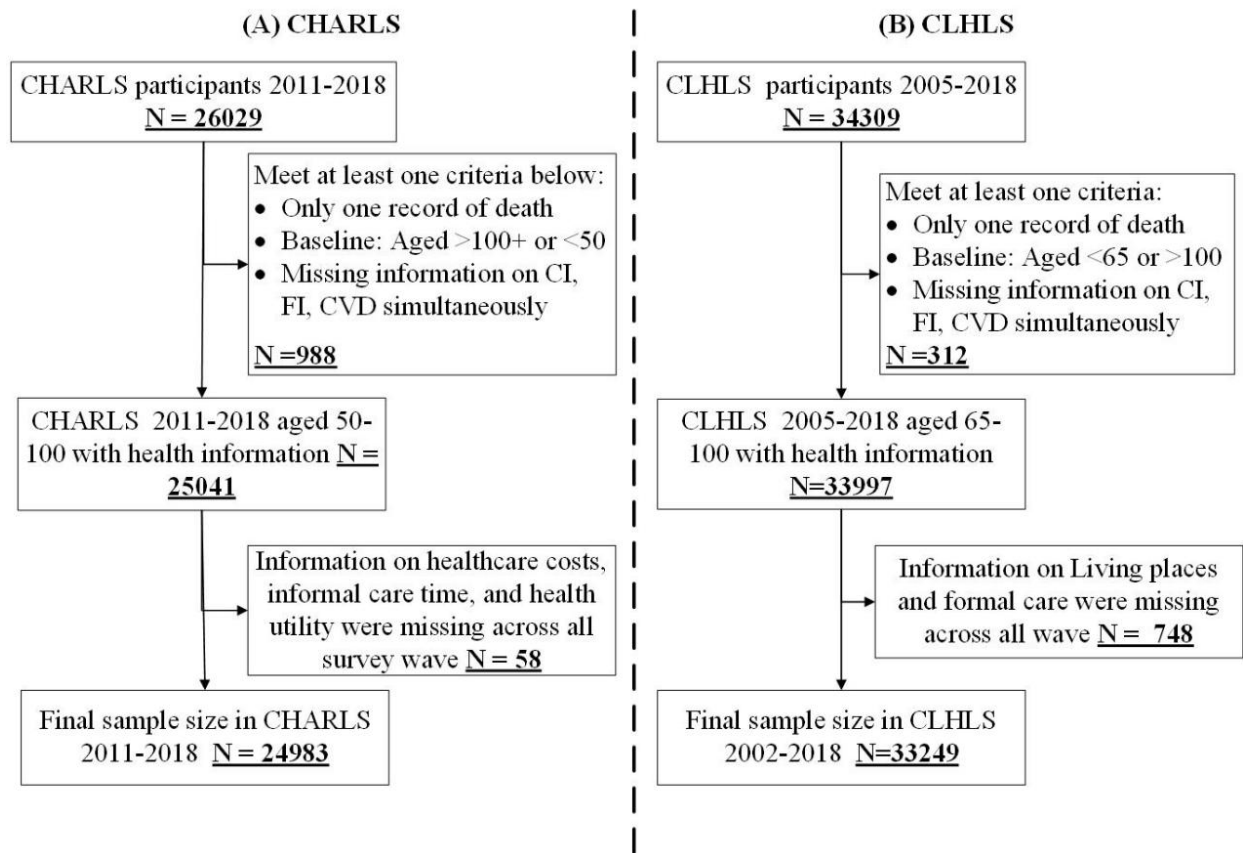 (A) CHARLS
CHARLS participants 2011-2018
N = 26029
Meet at least one criteria below:
• Only one record of death
• Baseline: Aged >100+ or <50
• Missing information on CI,
FI, CVD simultaneously
N =988
CHARLS 2011-2018 aged 50-
100 with health information N =
25041
Information on healthcare costs,
informal care time, and health
utility were missing across all
survey wave N = 58
Final sample size in CHARLS
2011-2018 N = 24983
(B) CLHLS
CLHLS participants 2005-2018
N = 34309
Meet at least one criteria:
• Only one record of death
• Baseline: Aged <65 or >100
• Missing information on CI,
FI, CVD simultaneously
N =312
CLHLS 2005-2018 aged 65-
100 with health information
N=33997
Information on Living places
and formal care were missing
across all wave N = 748
Final sample size in CLHLS
2002-2018 N=33249